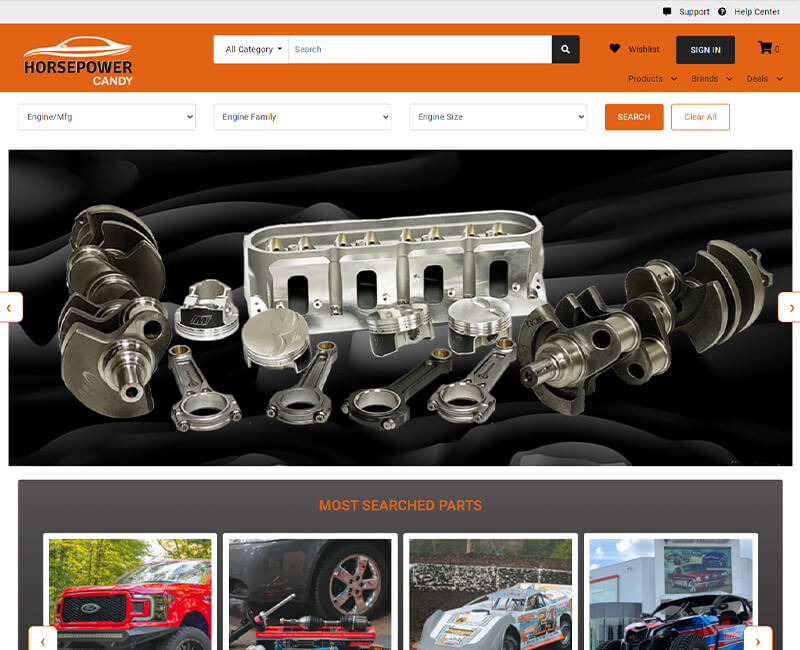 Support Help Center
HORSEPOWER
CANDY
All Category Search
Wishlist SIGN IN 0
Products Brands Deals
Engine/Mfg Engine Family Engine Size SEARCH Clear All
MOST SEARCHED PARTS